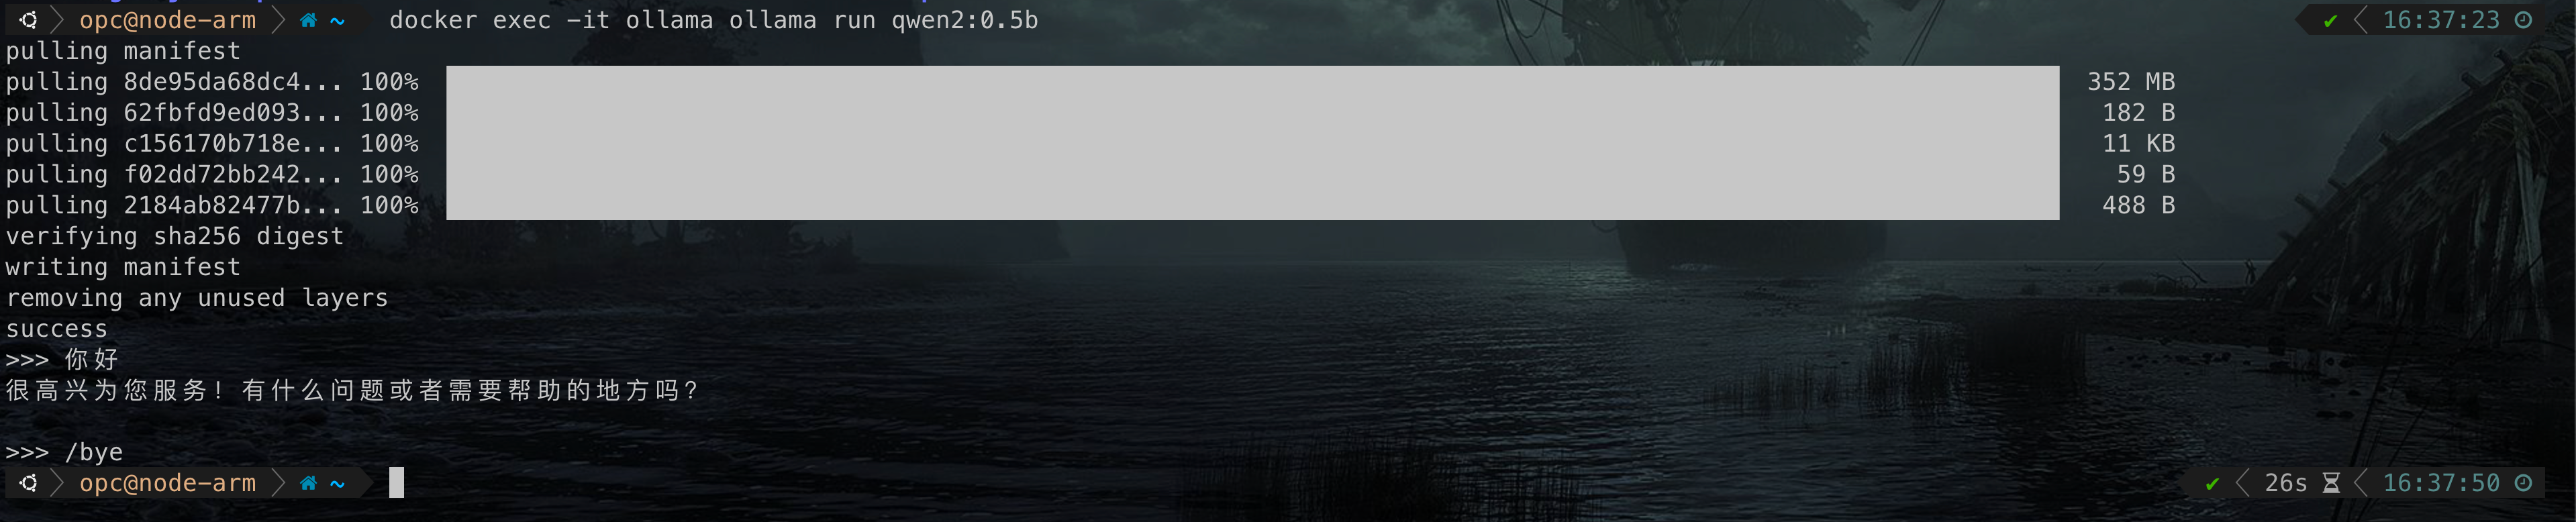 opc@node-arm ~ docker exec -it ollama ollama run qwen2:0.5b ✔ 16:37:23
pulling manifest
pulling 8de95da68dc4... 100% 352 MB
pulling 62fbfd9ed093... 100% 182 B
pulling c156170b718e... 100% 11 KB
pulling f02dd72bb242... 100% 59 B
pulling 2184ab82477b... 100% 488 B
verifying sha256 digest
writing manifest
removing any unused layers
success
>>> 你好
很高兴为您服务！有什么问题或者需要帮助的地方吗？
>>> /bye
opc@node-arm ~ ✔ 26s 16:37:50